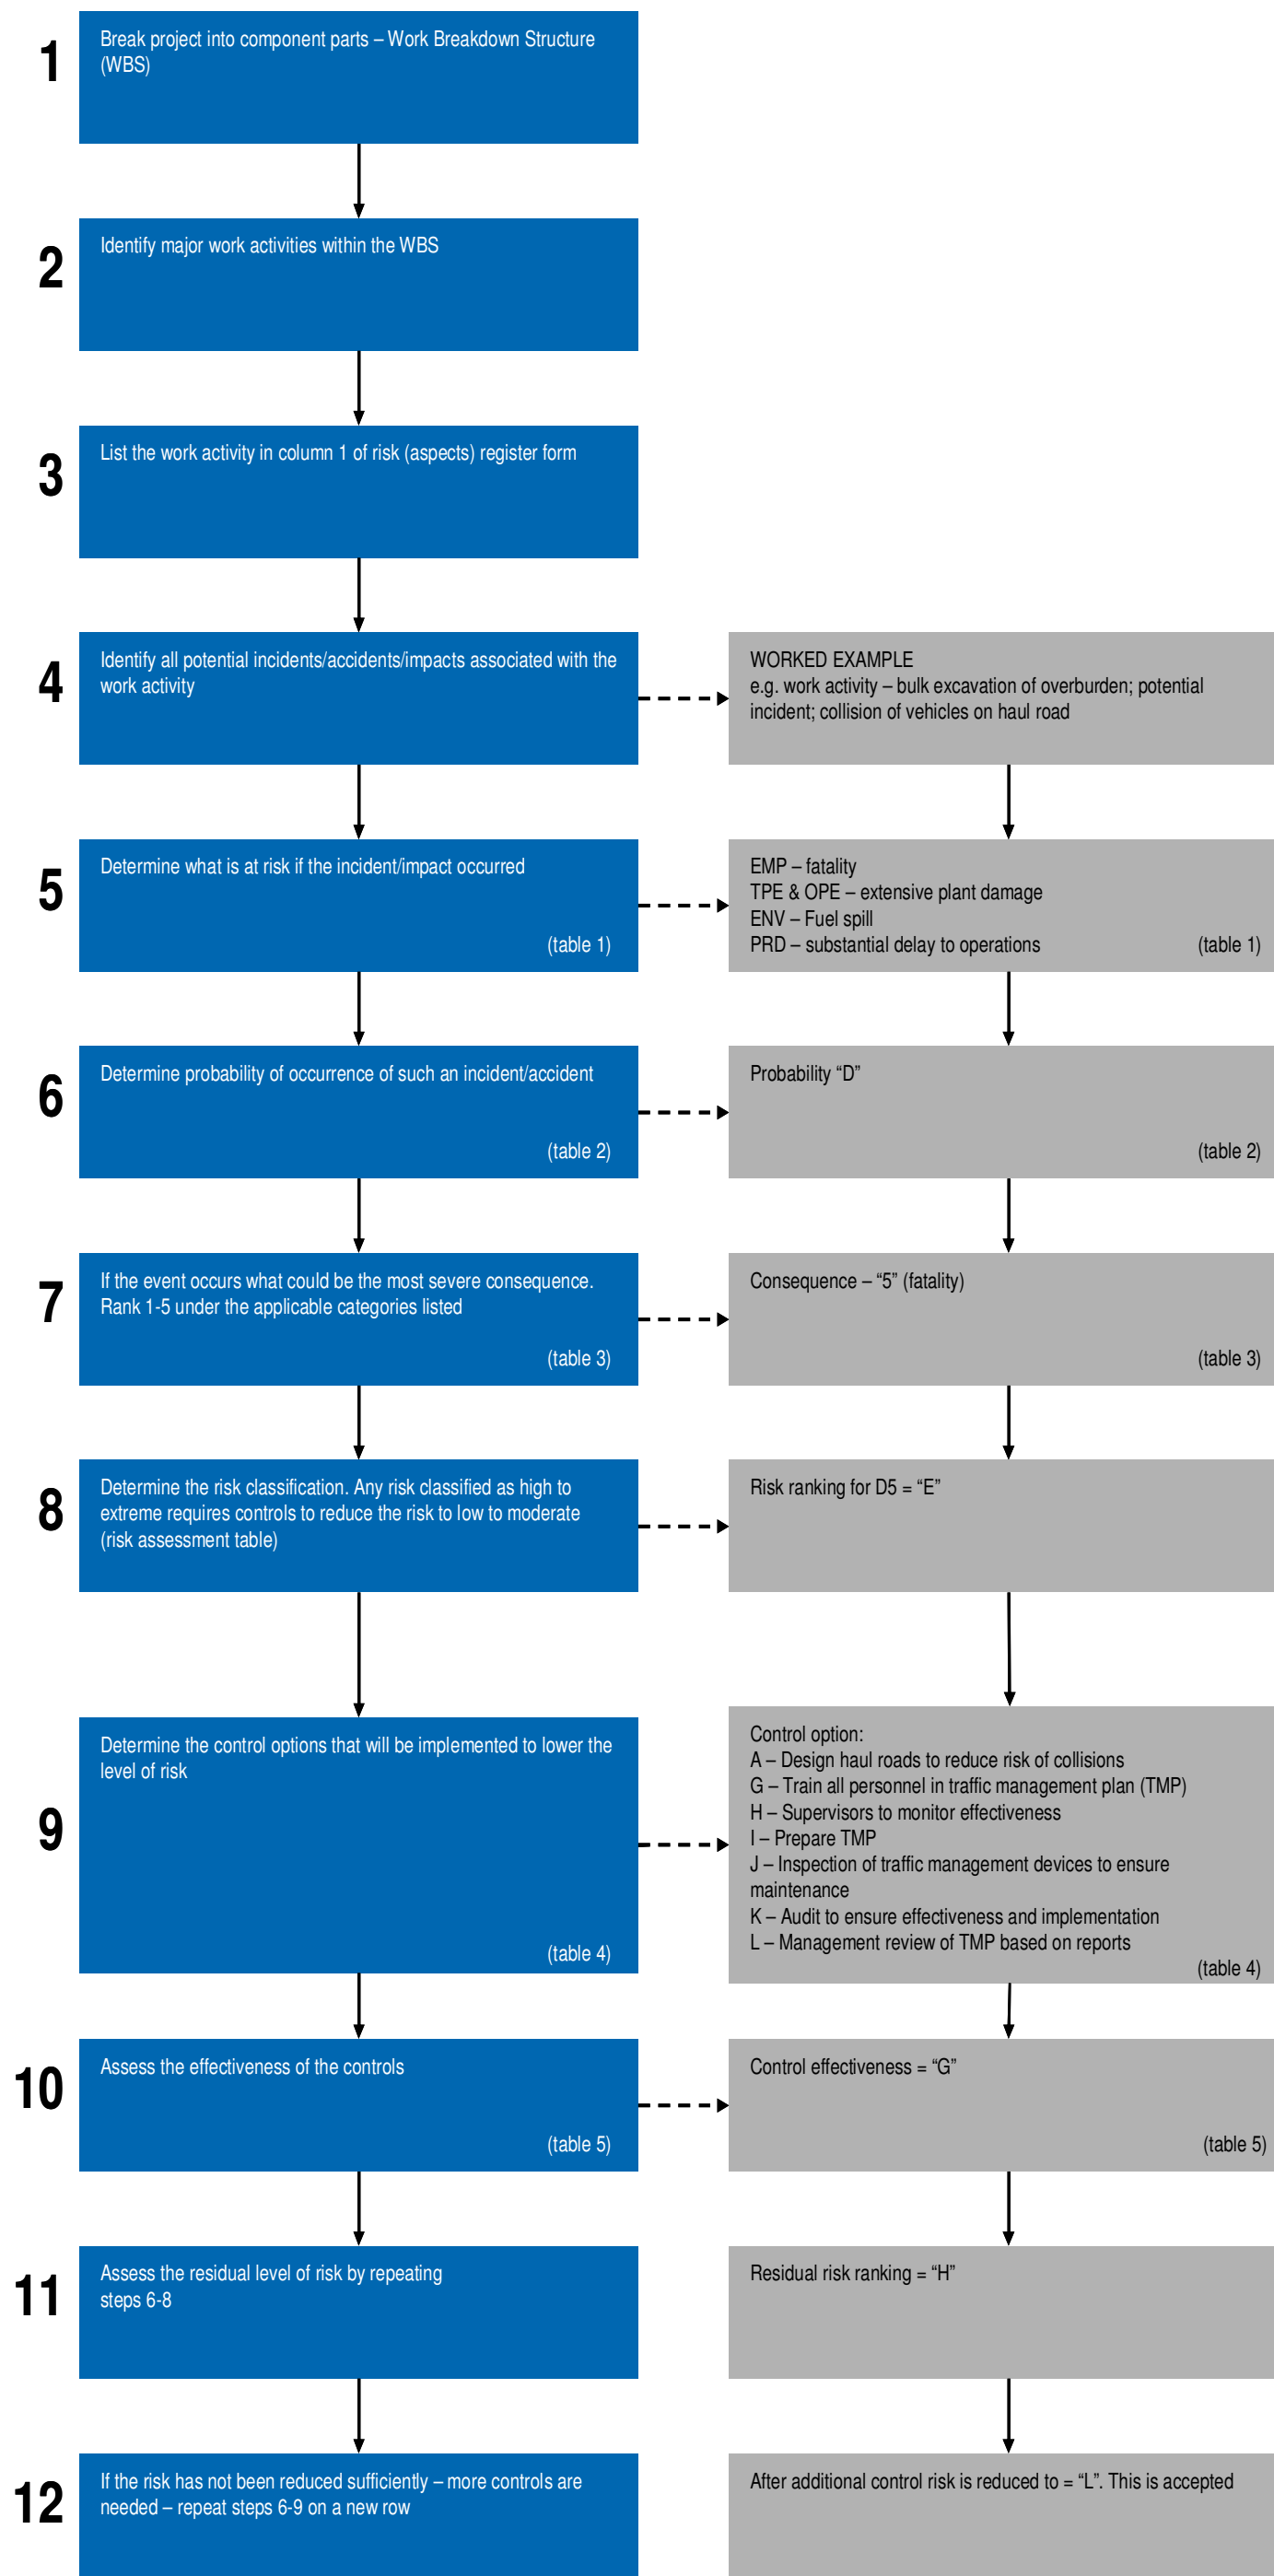 1
Break project into component parts – Work Breakdown Structure
(WBS)
2
Identify major work activities within the WBS
3
List the work activity in column 1 of risk (aspects) register form
4
Identify all potential incidents/accidents/impacts associated with the
work activity
WORKED EXAMPLE
e.g. work activity – bulk excavation of overburden; potential
incident; collision of vehicles on haul road
5
Determine what is at risk if the incident/impact occurred
(table 1)
EMP – fatality
TPE & OPE – extensive plant damage
ENV – Fuel spill
PRD – substantial delay to operations
(table 1)
6
Determine probability of occurrence of such an incident/accident
(table 2)
Probability “D”
(table 2)
7
If the event occurs what could be the most severe consequence.
Rank 1-5 under the applicable categories listed
(table 3)
Consequence – “5” (fatality)
(table 3)
8
Determine the risk classification. Any risk classified as high to
extreme requires controls to reduce the risk to low to moderate
(risk assessment table)
Risk ranking for D5 = “E”
9
Determine the control options that will be implemented to lower the
level of risk
(table 4)
Control option:
A – Design haul roads to reduce risk of collisions
G – Train all personnel in traffic management plan (TMP)
H – Supervisors to monitor effectiveness
I – Prepare TMP
J – Inspection of traffic management devices to ensure
maintenance
K – Audit to ensure effectiveness and implementation
L – Management review of TMP based on reports
(table 4)
10
Assess the effectiveness of the controls
(table 5)
Control effectiveness = “G”
(table 5)
11
Assess the residual level of risk by repeating
steps 6-8
Residual risk ranking = “H”
12
If the risk has not been reduced sufficiently – more controls are
needed – repeat steps 6-9 on a new row
After additional control risk is reduced to = “L”. This is accepted